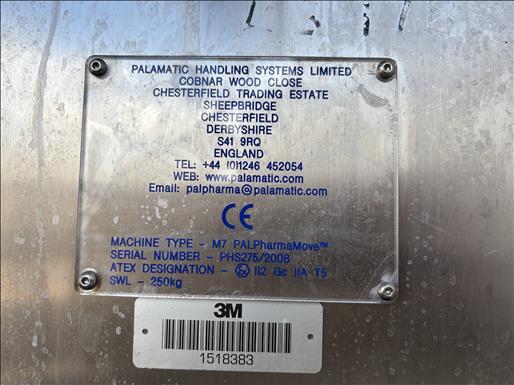 PALAMATIC HANDLING SYSTEMS LIMITED
COBNAR WOOD CLOSE
CHESTERFIELD TRADING ESTATE
SHEEPBRIDGE
CHESTERFIELD
DERBYSHIRE
S41 9RQ
ENGLAND
TEL: +44 (0)1246 452054
WEB: www.palamatic.com
Email: palpharma@palamatic.com
CE
MACHINE TYPE - M7 PALPharmaMove™
SERIAL NUMBER - PHS275/2008
ATEX DESIGNATION - Ex II2 Gc IIA T5
SWL - 250kg
3M
1518383